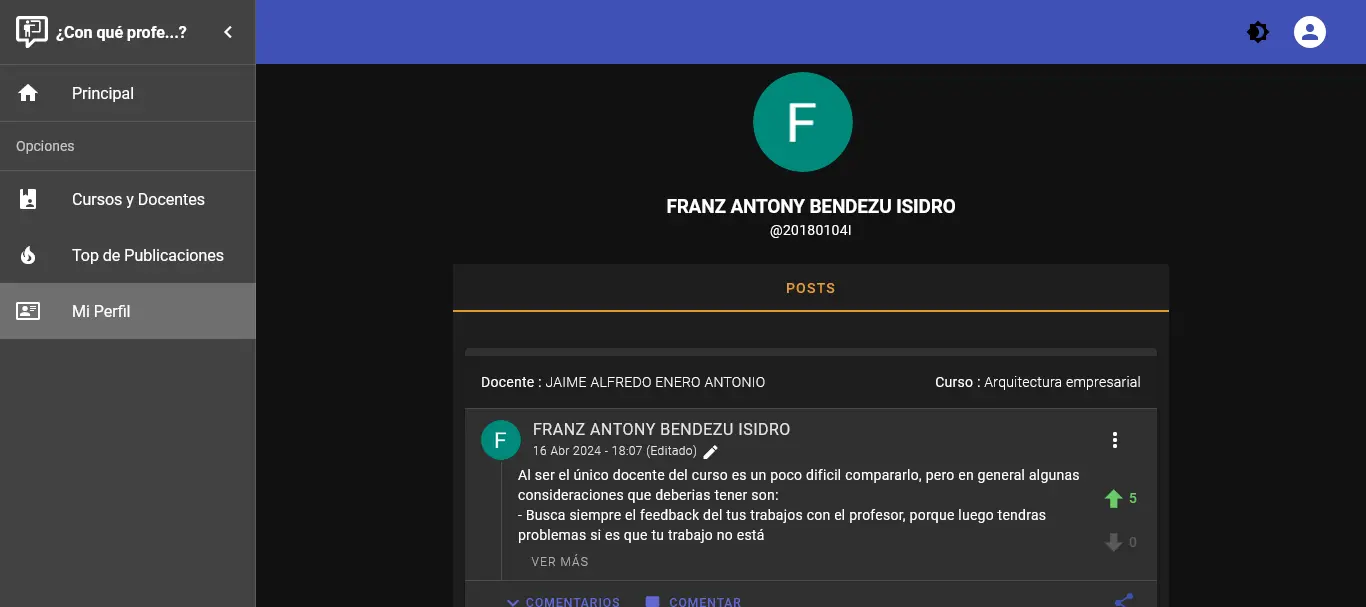 ¿Con qué profe...?
Principal
Opciones
Cursos y Docentes
Top de Publicaciones
Mi Perfil
F
FRANZ ANTONY BENDEZU ISIDRO
@20180104I
POSTS
Docente : JAIME ALFREDO ENERO ANTONIO
Curso : Arquitectura empresarial
F
FRANZ ANTONY BENDEZU ISIDRO
16 Abr 2024 - 18:07 (Editado)
Al ser el único docente del curso es un poco dificil compararlo, pero en general algunas
consideraciones que deberias tener son:
- Busca siempre el feedback del tus trabajos con el profesor, porque luego tendras
problemas si es que tu trabajo no está
5
0
VER MÁS
COMENTARIOS
COMENTAR